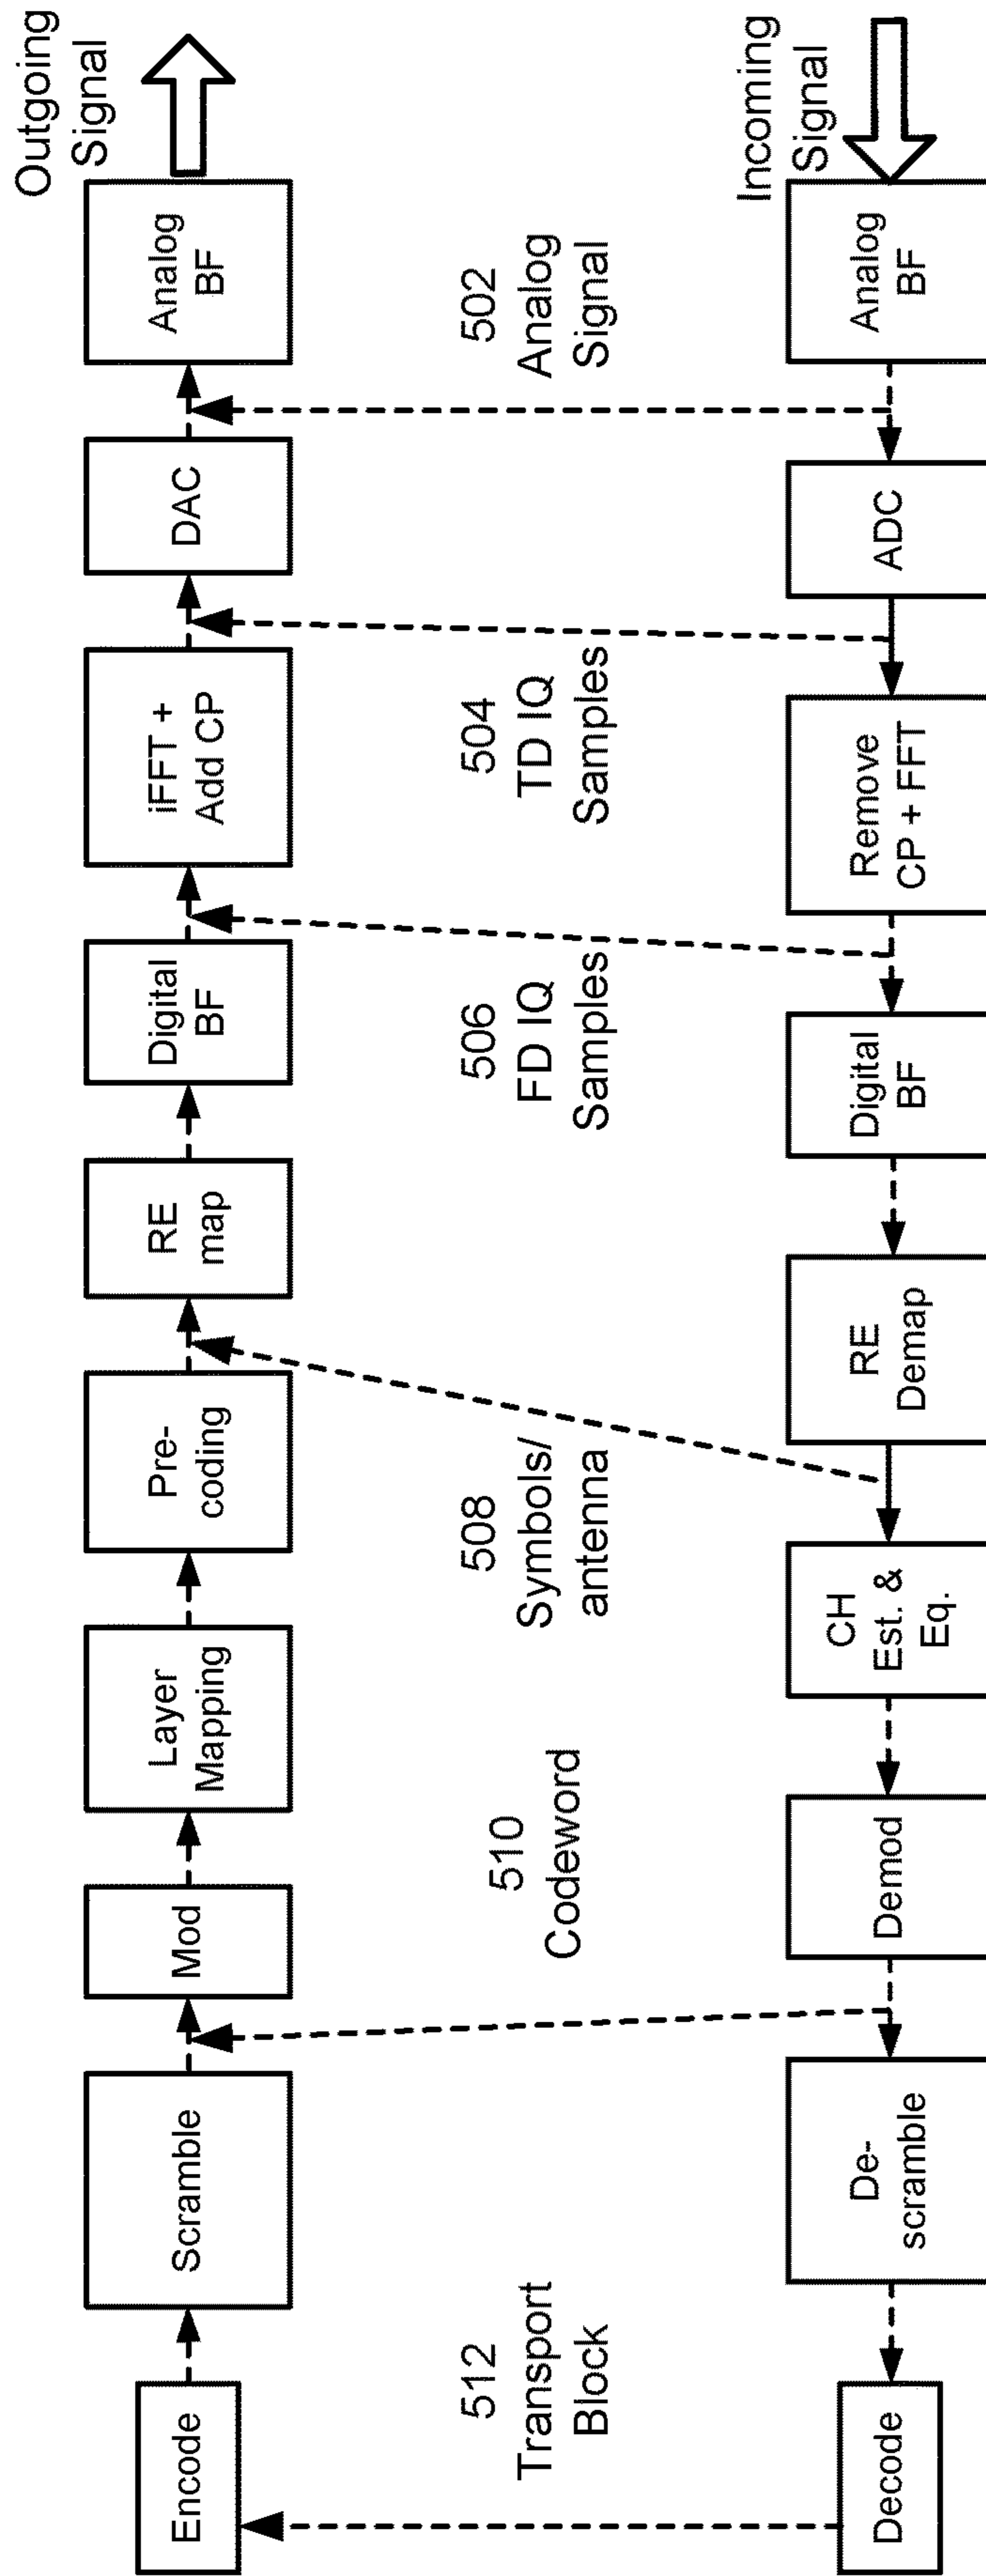 Encode
Scramble
Mod
Layer
Mapping
Pre-
coding
RE
map
Digital
BF
iFFT +
Add CP
DAC
Analog
BF
Outgoing
Signal
512
Transport
Block
510
Codeword
508
Symbols/
antenna
506
FD IQ
Samples
504
TD IQ
Samples
502
Analog
Signal
Decode
De-
scramble
Demod
CH
Est. &
Eq.
RE
Demap
Digital
BF
Remove
CP + FFT
ADC
Analog
BF
Incoming
Signal